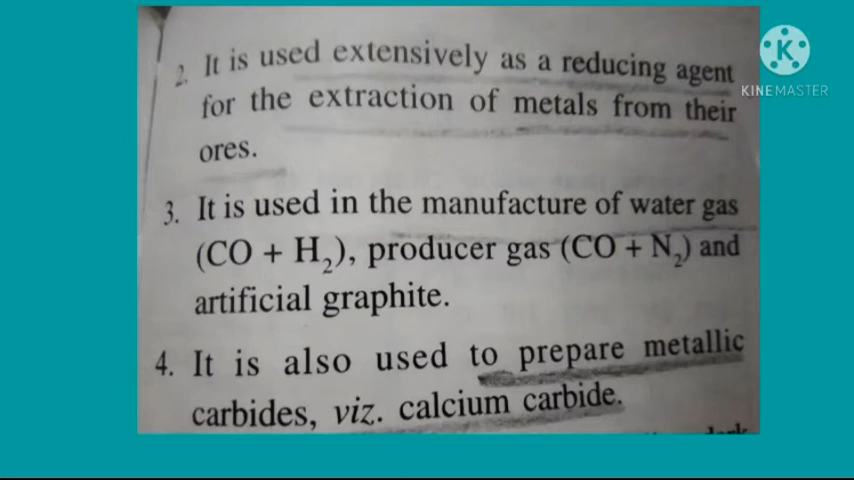 2. It is used extensively as a reducing agent
for the extraction of metals from their
ores.
3. It is used in the manufacture of water gas
(CO + H₂), producer gas (CO + N₂) and
artificial graphite.
4. It is also used to prepare metallic
carbides, viz. calcium carbide.
K
KINEMASTER